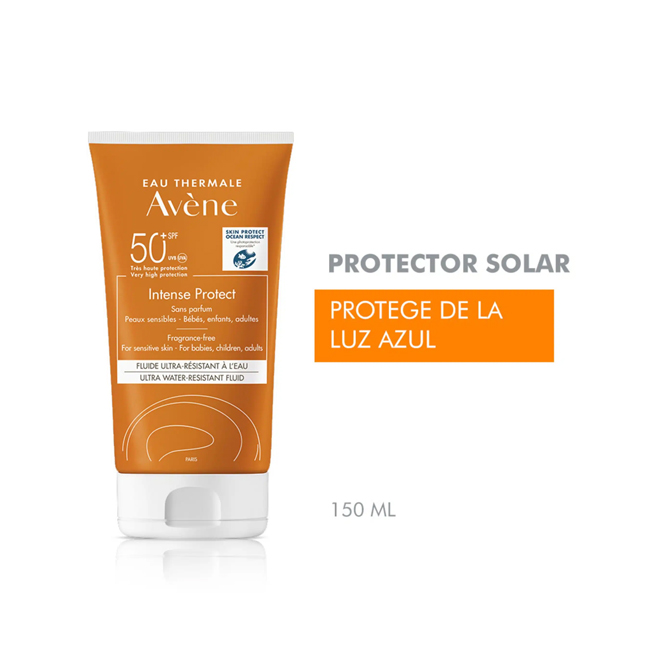 EAU THERMALE
Avène
50+ SPF
UVB UVA
Très haute protection
Very high protection
SKIN PROTECT
OCEAN RESPECT
Intense Protect
Sans parfum
Peaux sensibles - Bébés, enfants, adultes
Fragrance-free
For sensitive skin - For babies, children, adults
FLUIDE ULTRA-RÉSISTANT À L'EAU
ULTRA WATER-RESISTANT FLUID
PARIS
PROTECTOR SOLAR
PROTEGE DE LA
LUZ AZUL
150 ML